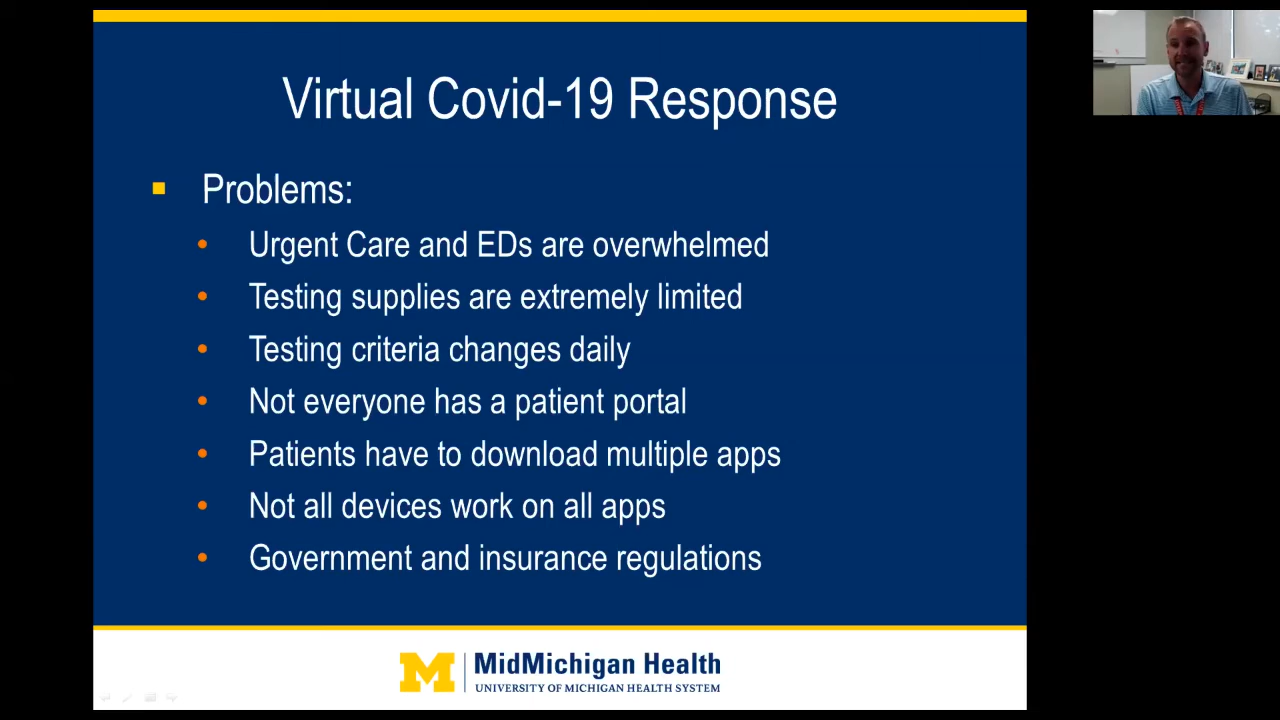 Virtual Covid-19 Response
Problems:
Urgent Care and EDs are overwhelmed
Testing supplies are extremely limited
Testing criteria changes daily
Not everyone has a patient portal
Patients have to download multiple apps
Not all devices work on all apps
Government and insurance regulations
M
MidMichigan Health
UNIVERSITY OF MICHIGAN HEALTH SYSTEM